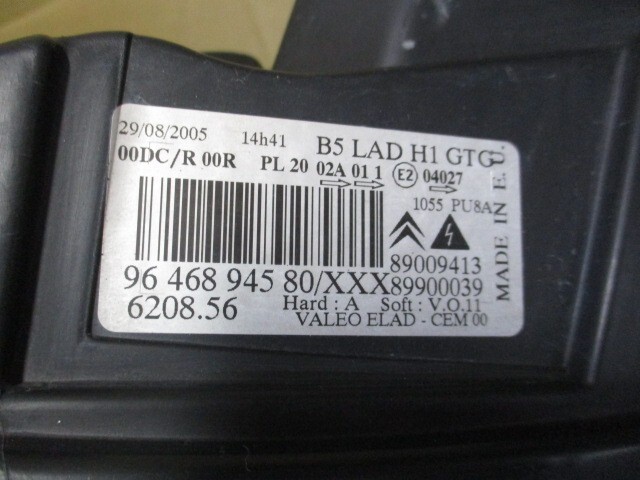 29/08/2005 14h41 B5 LAD H1 GTG
00DC/R 00R PL 20 02A 01 1 E2 04027
1055 PU8A
MADE IN E.U.
96 468 945 80/XXX 89009413
89900039
6208.56 Hard : A Soft : V.O.11
VALEO ELAD - CEM 00